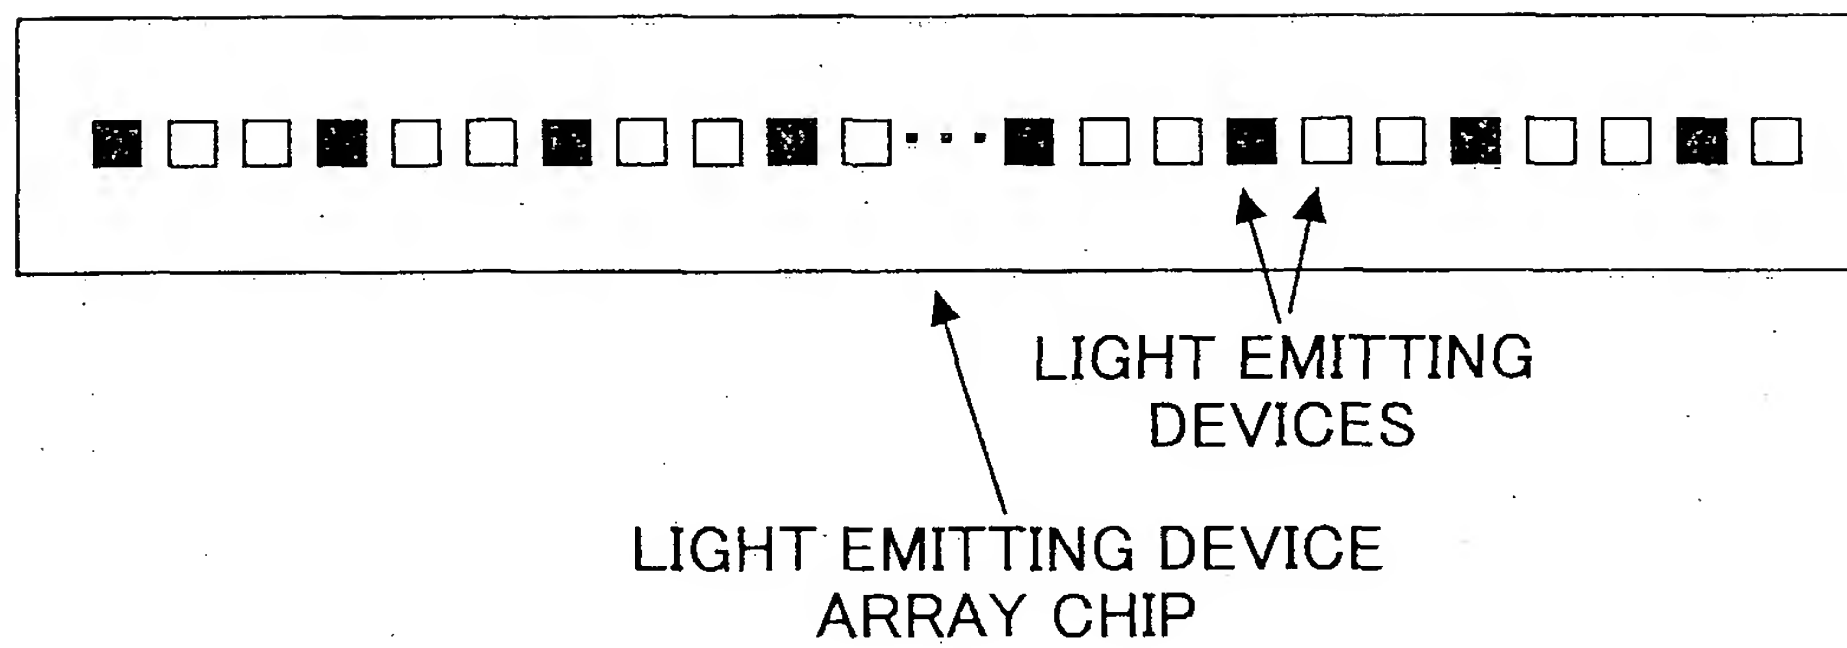 LIGHT EMITTING
DEVICES
LIGHT EMITTING DEVICE
ARRAY CHIP